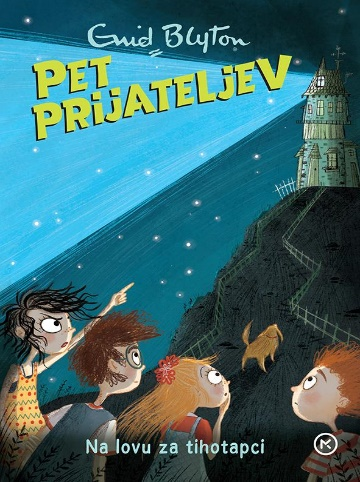 Enid Blyton
PET
PRIJATELJEV
Na lovu za tihotapci